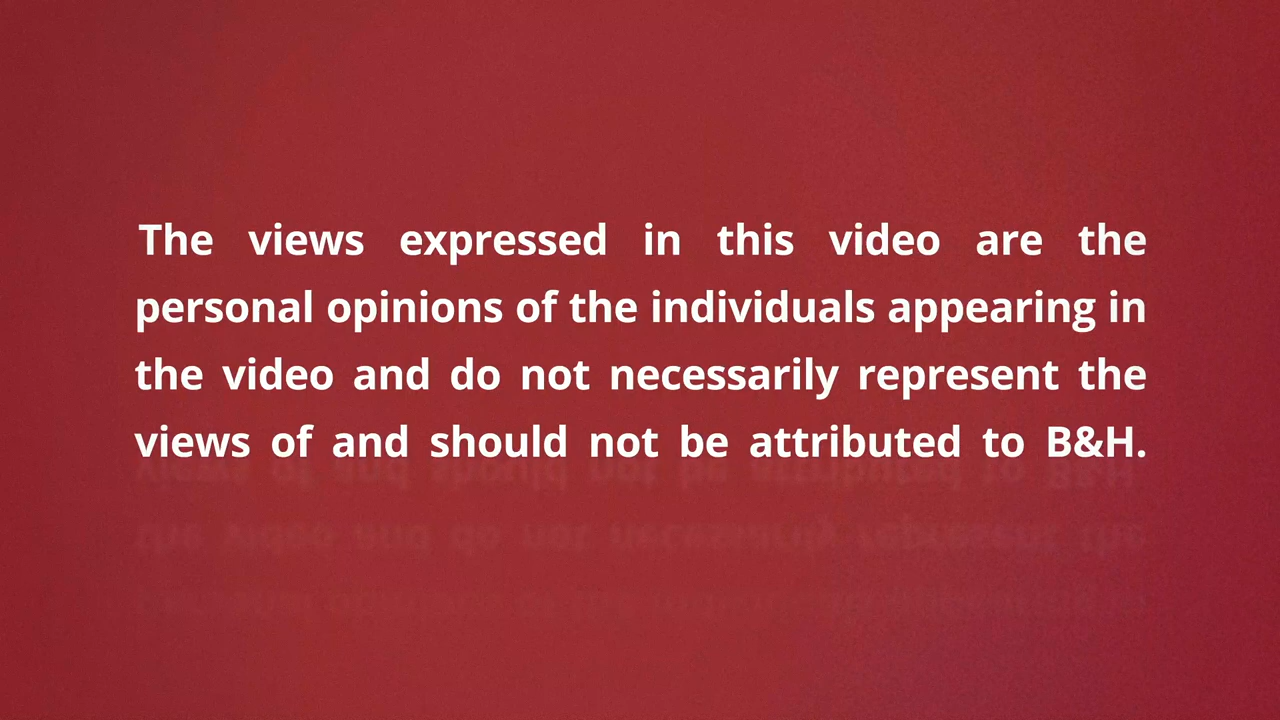 The views expressed in this video are the
personal opinions of the individuals appearing in
the video and do not necessarily represent the
views of and should not be attributed to B&H.